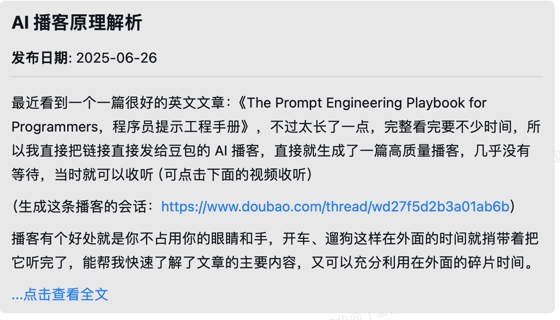 AI 播客原理解析
发布日期: 2025-06-26
最近看到一个一篇很好的英文文章：《The Prompt Engineering Playbook for
Programmers，程序员提示工程手册》，不过太长了一点，完整看完要不少时间，所
以我直接把链接直接发给豆包的 AI 播客，直接就生成了一篇高质量播客，几乎没有
等待，当时就可以收听 (可点击下面的视频收听)
(生成这条播客的会话：https://www.doubao.com/thread/wd27f5d2b3a01ab6b)
播客有个好处就是你不占用你的眼睛和手，开车、遛狗这样在外面的时间就捎带着把
它听完了，能帮我快速了解了文章的主要内容，又可以充分利用在外面的碎片时间。
...点击查看全文